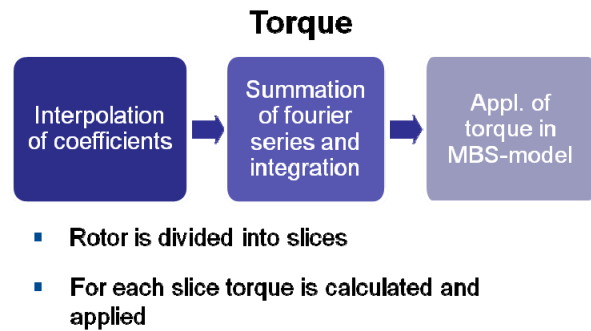 Torque
Interpolation
of coefficients
Summation
of fourier
series and
integration
Appl. of
torque in
MBS-model
▪ Rotor is divided into slices
▪ For each slice torque is calculated and
applied